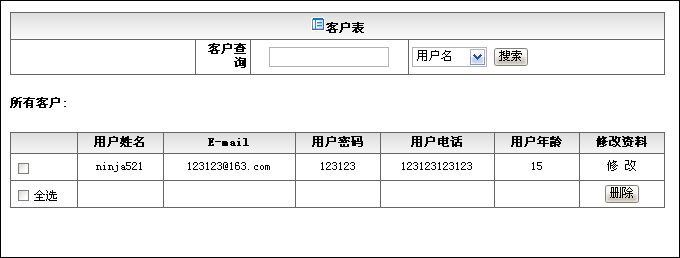 客户表
客户查询 用户名 搜索
所有客户:
用户姓名 E-mail 用户密码 用户电话 用户年龄 修改资料
ninja521 123123@163.com 123123 123123123123 15 修 改
全选 删除